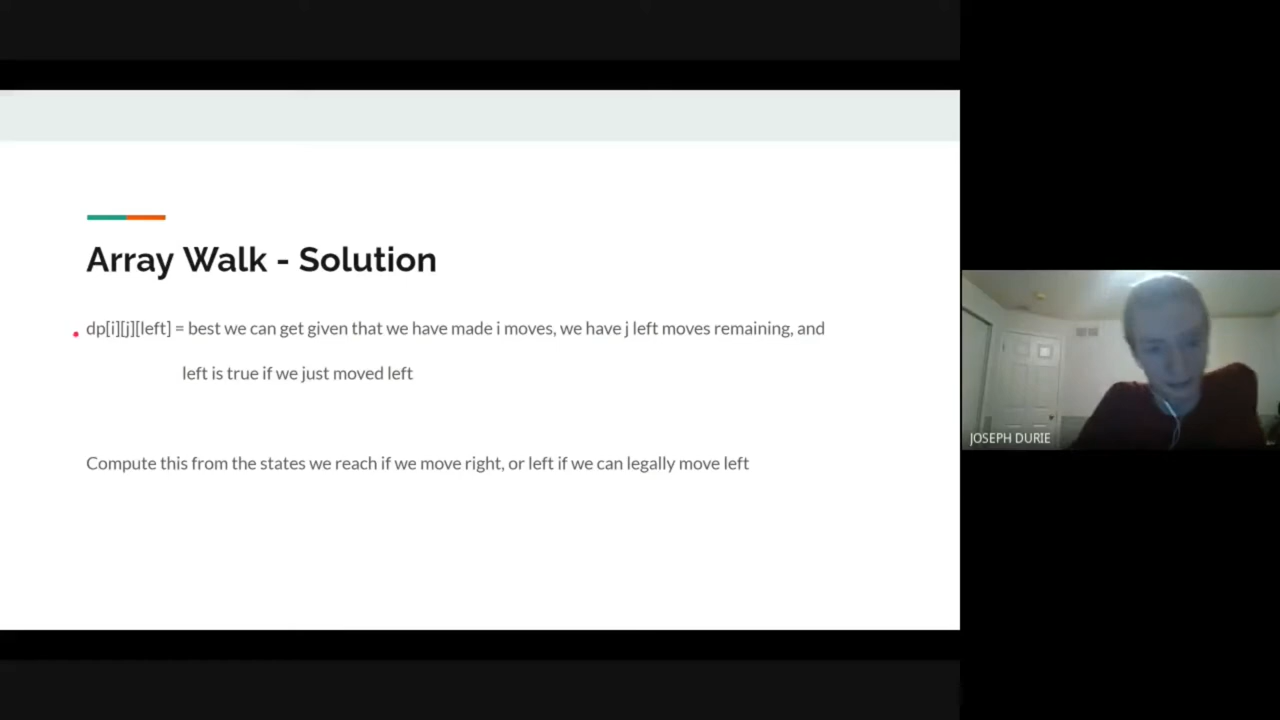 Array Walk - Solution
dp[i][j][left] = best we can get given that we have made i moves, we have j left moves remaining, and
left is true if we just moved left
Compute this from the states we reach if we move right, or left if we can legally move left
JOSEPH DURIE